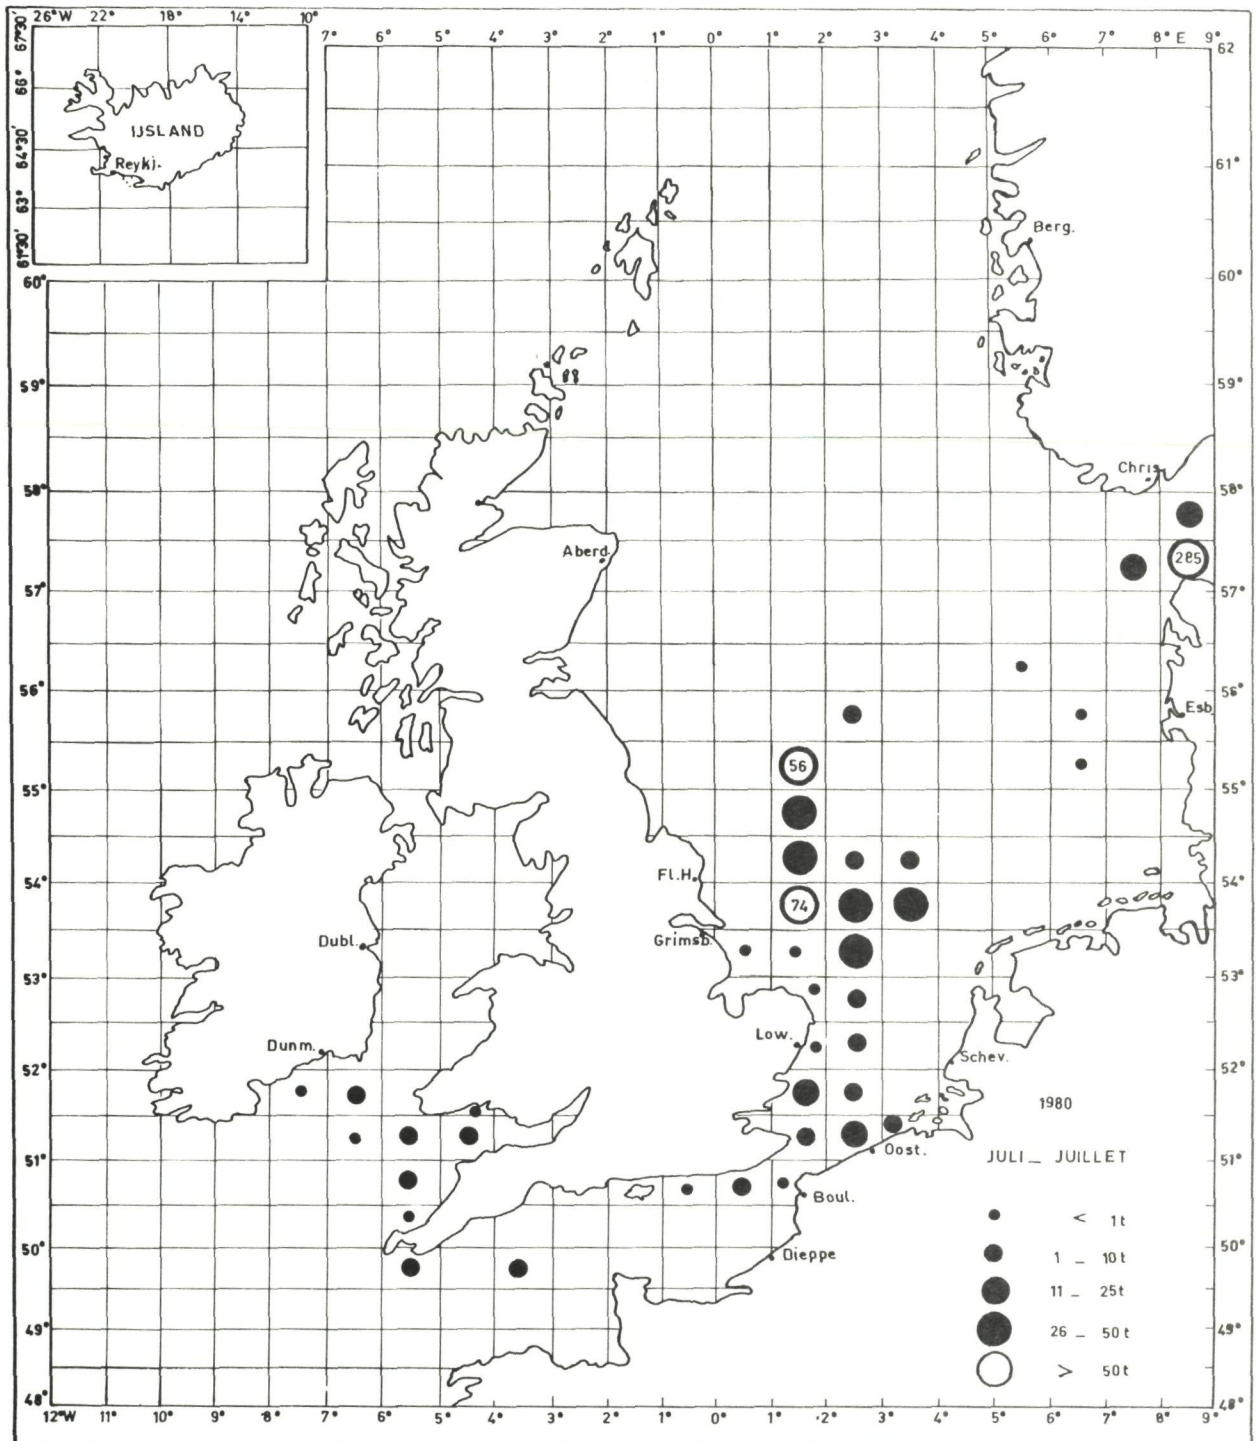 26°W 22° 18° 14° 10°
67°30'
66°
64°30'
63°
61°30'
IJSLAND
Reykj.
7° 6° 5° 4° 3° 2° 1° 0° 1° 2° 3° 4° 5° 6° 7° 8° E 9°
62
61°
60° 60°
59° 59°
58° 58°
57° 57°
56° 56°
55° 55°
54° 54°
53° 53°
52° 52°
51° 51°
50° 50°
49° 49°
48° 48°
Berg.
Chris
Aberd.
285
Esb
56
Fl.H.
74
Dubl.
Grimsb.
Dunm.
Low.
Schev.
Oost.
Boul.
Dieppe
1980
JULI _ JUILLET
< 1t
1 _ 10t
11 _ 25t
26 _ 50t
> 50t
12°W 11° 10° 9° 8° 7° 6° 5° 4° 3° 2° 1° 0° 1° 2° 3° 4° 5° 6° 7° 8° 9°